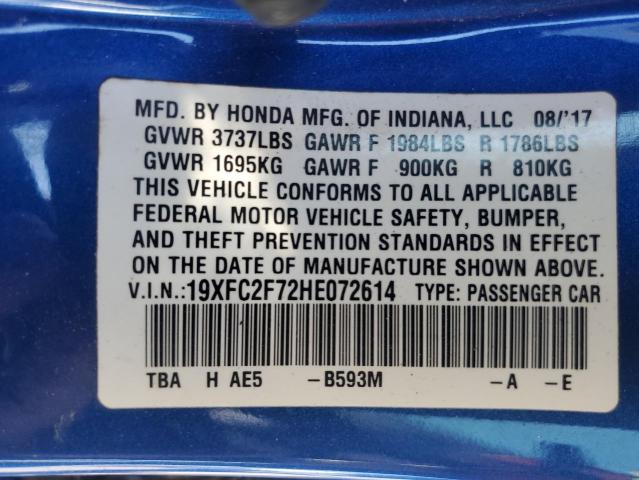 MFD. BY HONDA MFG. OF INDIANA, LLC 08/'17
GVWR 3737LBS GAWR F 1984LBS R 1786LBS
GVWR 1695KG GAWR F 900KG R 810KG
THIS VEHICLE CONFORMS TO ALL APPLICABLE
FEDERAL MOTOR VEHICLE SAFETY, BUMPER,
AND THEFT PREVENTION STANDARDS IN EFFECT
ON THE DATE OF MANUFACTURE SHOWN ABOVE.
V.I.N.:19XFC2F72HE072614 TYPE: PASSENGER CAR
TBA H AE5 -B593M -A -E